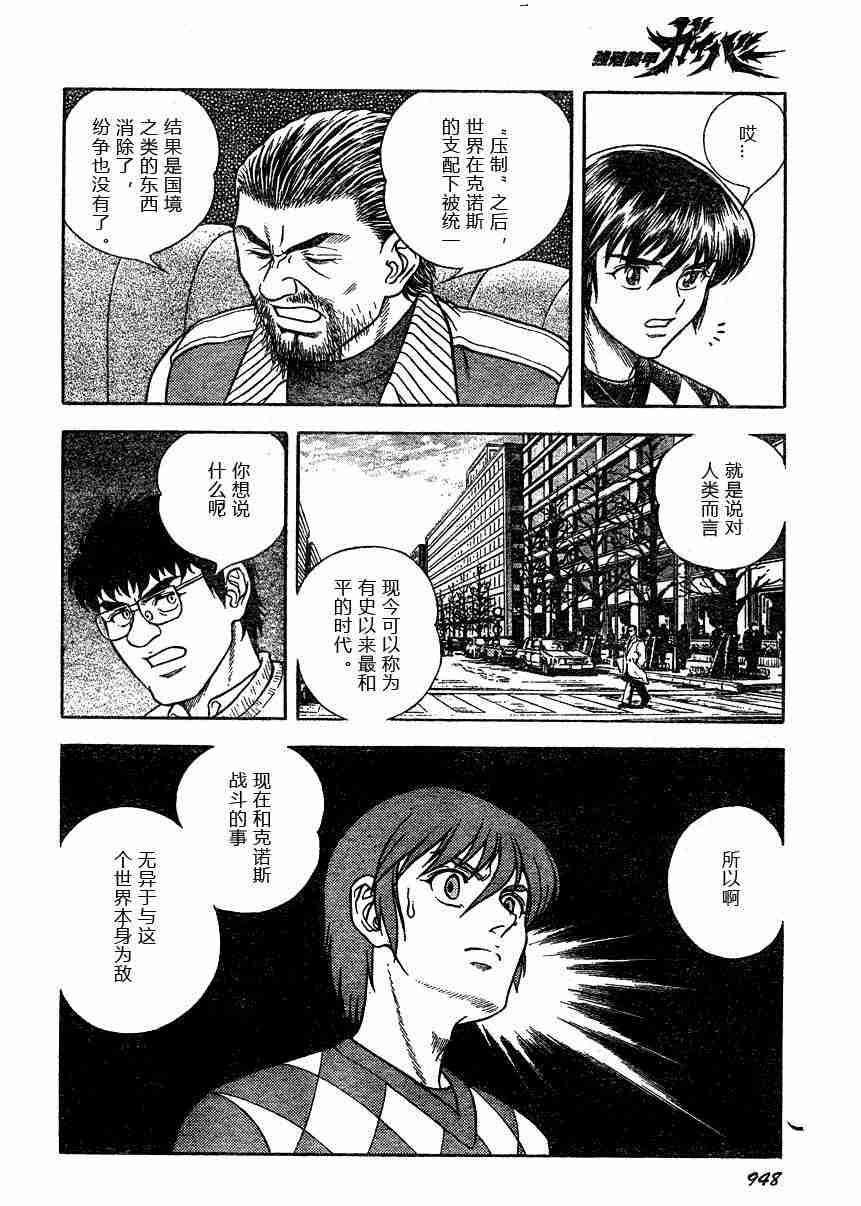 強殖装甲
ガイバー
哎…
“压制”之后，
世界在克诺斯
的支配下被统一
结果是国境
之类的东西
消除了，
纷争也没有了。
就是说对
人类而言
现今可以称为
有史以来最和
平的时代。
你想说
什么呢
所以啊
现在和克诺斯
战斗的事
无异于与这
个世界本身为敌
948